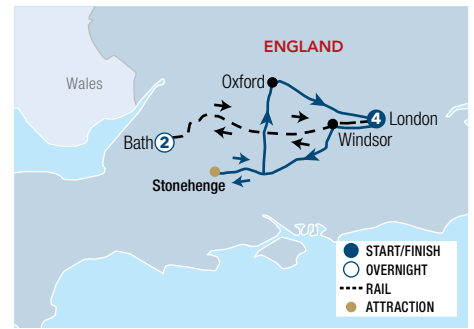 ENGLAND
Wales
Oxford
4 London
Bath 2
Windsor
Stonehenge
START/FINISH
OVERNIGHT
RAIL
ATTRACTION